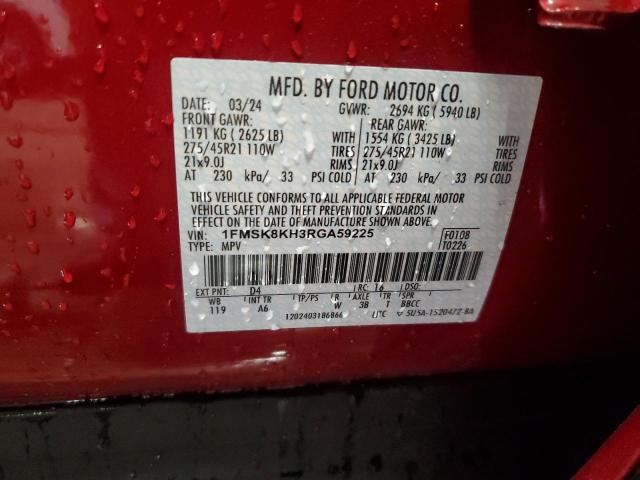 MFD. BY FORD MOTOR CO.
DATE: 03/24 GVWR: 2694 KG (5940 LB)
FRONT GAWR: REAR GAWR:
1191 KG (2625 LB) WITH 1554 KG (3425 LB) WITH
275/45R21 110W TIRES 275/45R21 110W TIRES
21x9.0J RIMS 21x9.0J RIMS
AT 230 kPa/ 33 PSI COLD AT 230 kPa/ 33 PSI COLD
THIS VEHICLE CONFORMS TO ALL APPLICABLE FEDERAL MOTOR
VEHICLE SAFETY AND THEFT PREVENTION STANDARDS IN
EFFECT ON THE DATE OF MANUFACTURE SHOWN ABOVE.
VIN: 1FMSK8KH3RGA59225 F0108
TYPE: MPV T0226
EXT PNT: D4 RC: 16 DSO:
WB INT TR TP/PS R AXLE TR SPR
119 A6 W 3B T BBCC
1202403186866 UTC 5U5A-1520472-BA